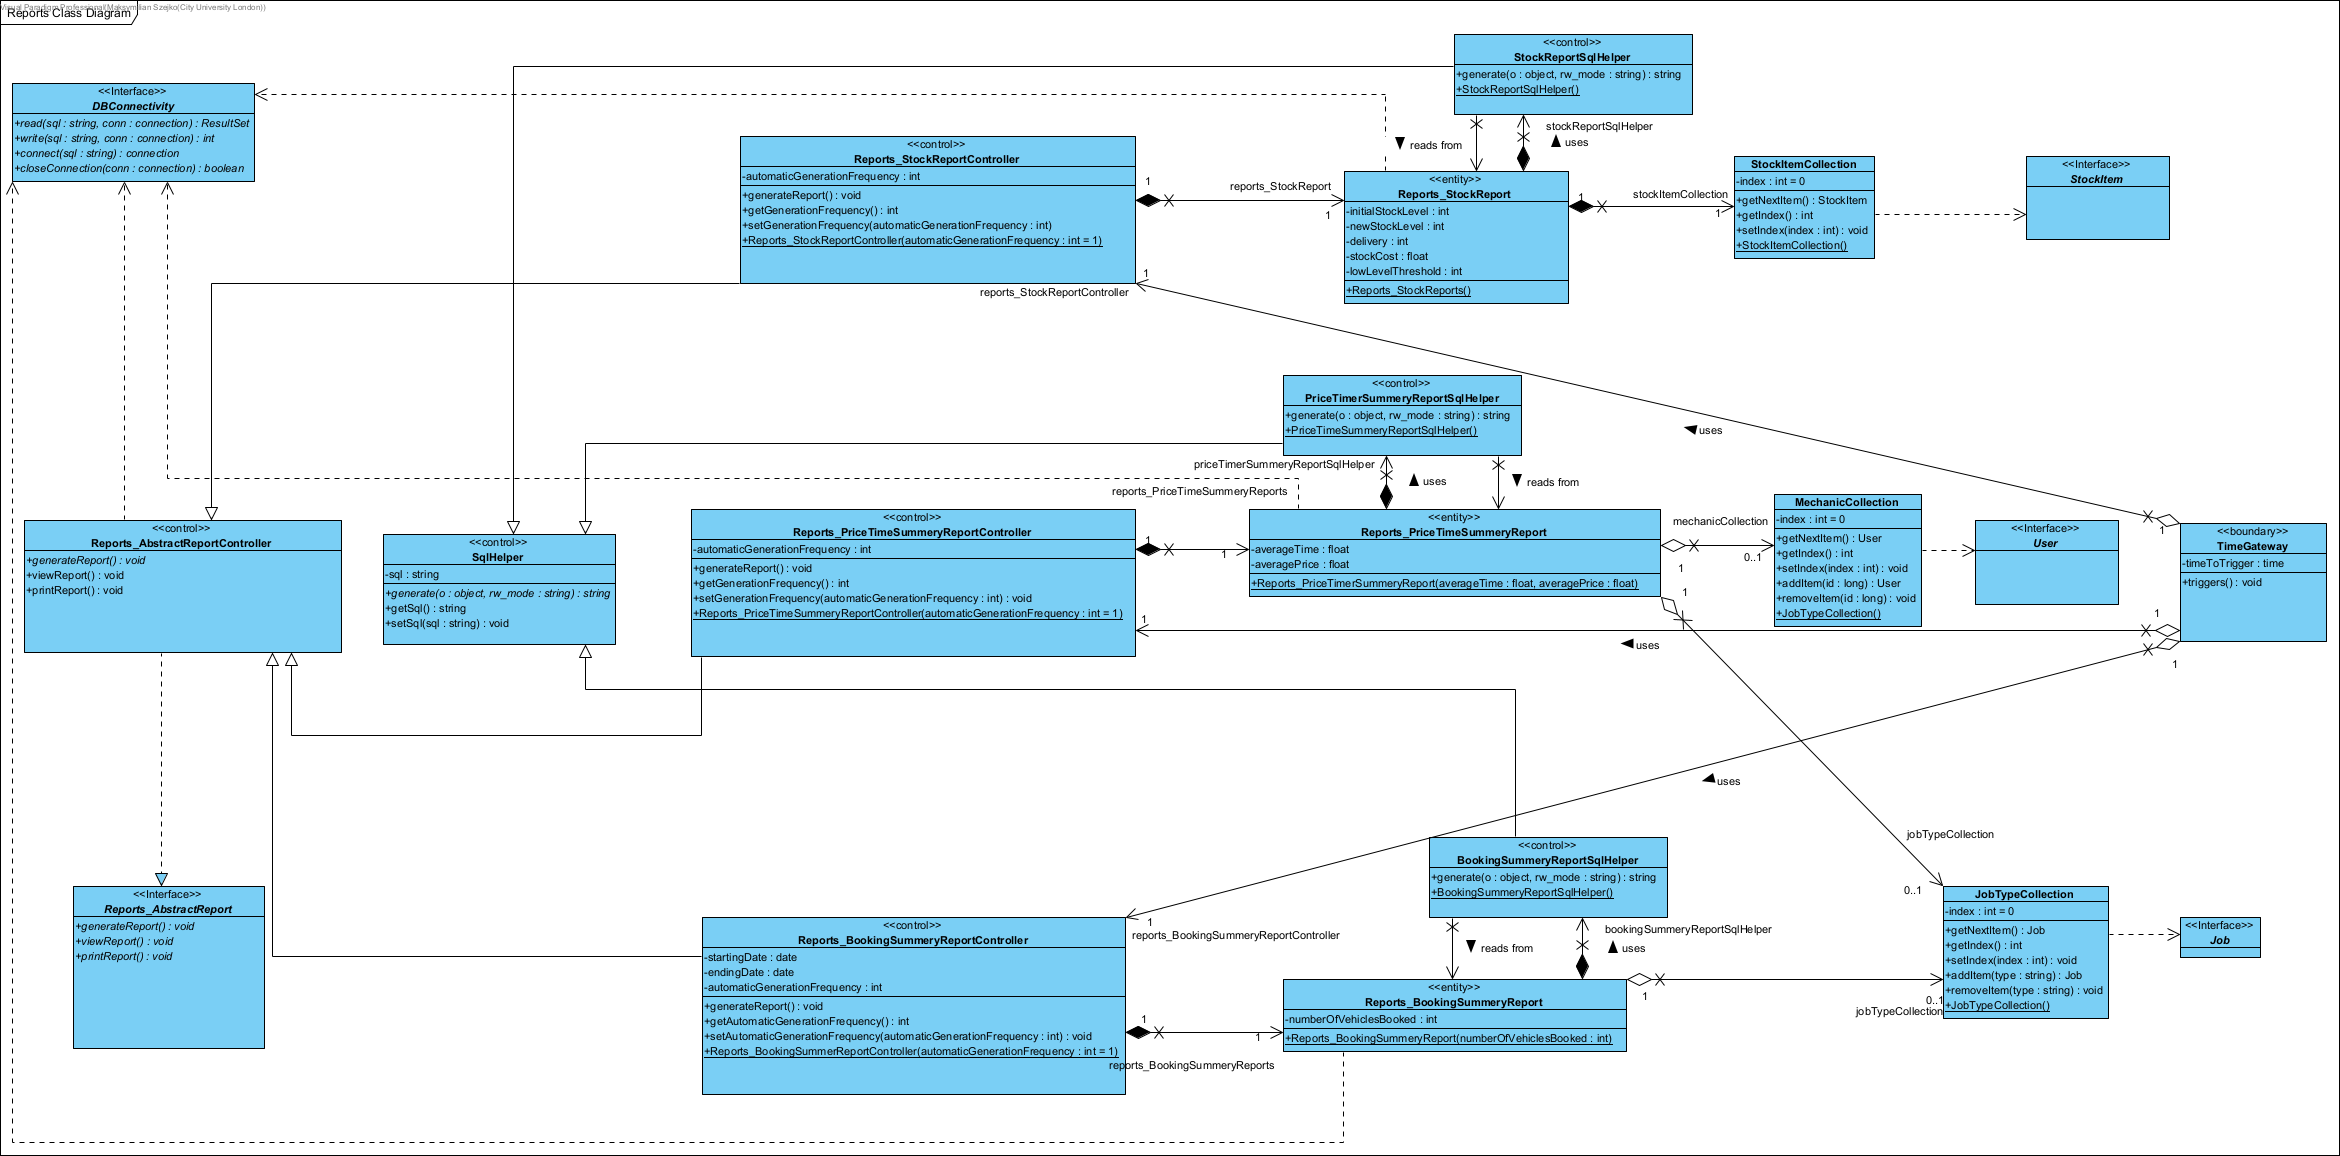 Visual Paradigm Professional(Maksymilian Szejko(City University London))
Reports Class Diagram
<<control>>
StockReportSqlHelper
+generate(o : object, rw_mode : string) : string
+StockReportSqlHelper()
<<Interface>>
DBConnectivity
+read(sql : string, conn : connection) : ResultSet
+write(sql : string, conn : connection) : int
+connect(sql : string) : connection
+closeConnection(conn : connection) : boolean
<<control>>
Reports_StockReportController
-automaticGenerationFrequency : int
+generateReport() : void
+getGenerationFrequency() : int
+setGenerationFrequency(automaticGenerationFrequency : int)
+Reports_StockReportController(automaticGenerationFrequency : int = 1)
reads from
stockReportSqlHelper
uses
1
reports_StockReport
1
<<entity>>
Reports_StockReport
-initialStockLevel : int
-newStockLevel : int
-delivery : int
-stockCost : float
-lowLevelThreshold : int
+Reports_StockReports()
1
stockItemCollection
1
StockItemCollection
-index : int = 0
+getNextItem() : StockItem
+getIndex() : int
+setIndex(index : int) : void
+StockItemCollection()
<<Interface>>
StockItem
1
reports_StockReportController
uses
1
<<control>>
PriceTimerSummeryReportSqlHelper
+generate(o : object, rw_mode : string) : string
+PriceTimeSummeryReportSqlHelper()
priceTimerSummeryReportSqlHelper
uses
reads from
reports_PriceTimeSummeryReports
<<control>>
Reports_AbstractReportController
+generateReport() : void
+viewReport() : void
+printReport() : void
<<control>>
SqlHelper
-sql : string
+generate(o : object, rw_mode : string) : string
+getSql() : string
+setSql(sql : string) : void
<<control>>
Reports_PriceTimeSummeryReportController
-automaticGenerationFrequency : int
+generateReport() : void
+getGenerationFrequency() : int
+setGenerationFrequency(automaticGenerationFrequency : int) : void
+Reports_PriceTimeSummeryReportController(automaticGenerationFrequency : int = 1)
1
1
<<entity>>
Reports_PriceTimeSummeryReport
-averageTime : float
-averagePrice : float
+Reports_PriceTimerSummeryReport(averageTime : float, averagePrice : float)
mechanicCollection
0..1
1
1
MechanicCollection
-index : int = 0
+getNextItem() : User
+getIndex() : int
+setIndex(index : int) : void
+addItem(id : long) : User
+removeItem(id : long) : void
+JobTypeCollection()
<<Interface>>
User
<<boundary>>
TimeGateway
-timeToTrigger : time
+triggers() : void
1
1
uses
1
uses
jobTypeCollection
0..1
<<Interface>>
Reports_AbstractReport
+generateReport() : void
+viewReport() : void
+printReport() : void
<<control>>
BookingSummeryReportSqlHelper
+generate(o : object, rw_mode : string) : string
+BookingSummeryReportSqlHelper()
1
reports_BookingSummeryReportController
reads from
bookingSummeryReportSqlHelper
uses
<<control>>
Reports_BookingSummeryReportController
-startingDate : date
-endingDate : date
-automaticGenerationFrequency : int
+generateReport() : void
+getAutomaticGenerationFrequency() : int
+setAutomaticGenerationFrequency(automaticGenerationFrequency : int) : void
+Reports_BookingSummerReportController(automaticGenerationFrequency : int = 1)
1
1
reports_BookingSummeryReports
<<entity>>
Reports_BookingSummeryReport
-numberOfVehiclesBooked : int
+Reports_BookingSummeryReport(numberOfVehiclesBooked : int)
1
0..1
jobTypeCollection
JobTypeCollection
-index : int = 0
+getNextItem() : Job
+getIndex() : int
+setIndex(index : int) : void
+addItem(type : string) : Job
+removeItem(type : string) : void
+JobTypeCollection()
<<Interface>>
Job